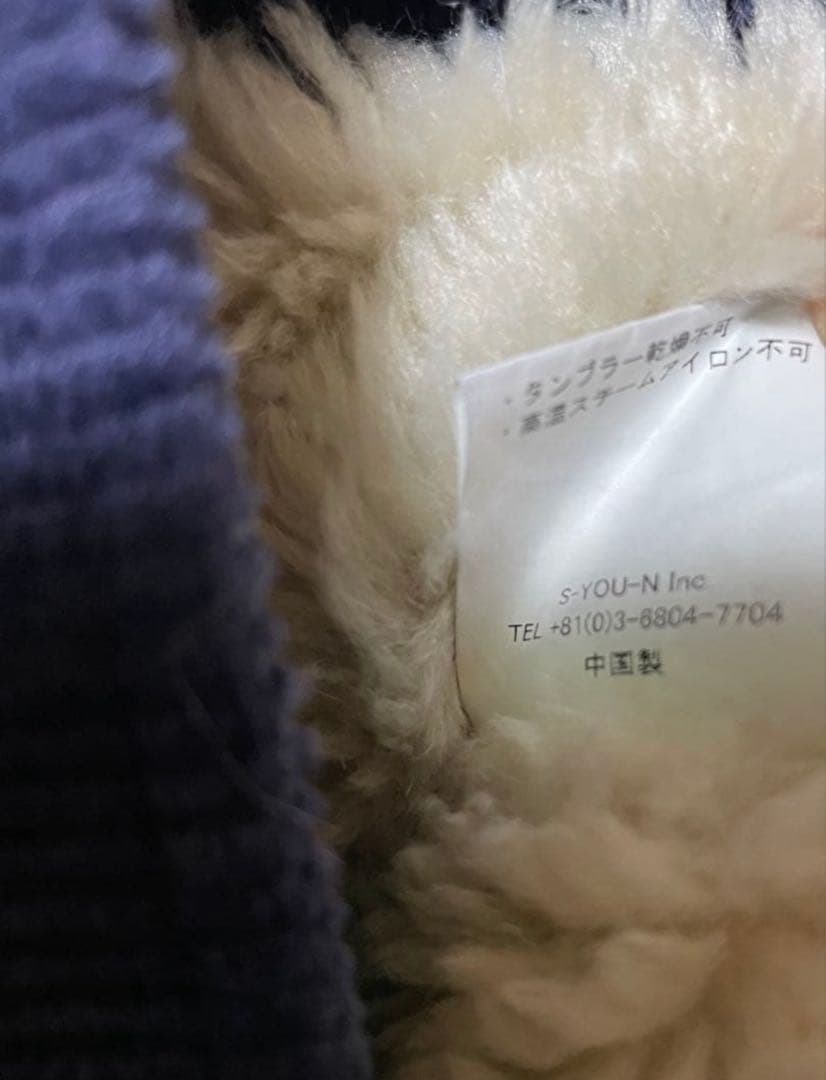 ・タンブラー乾燥不可
・高温スチームアイロン不可
S-YOU-N Inc
TEL +81(0)3-6804-7704
中国製